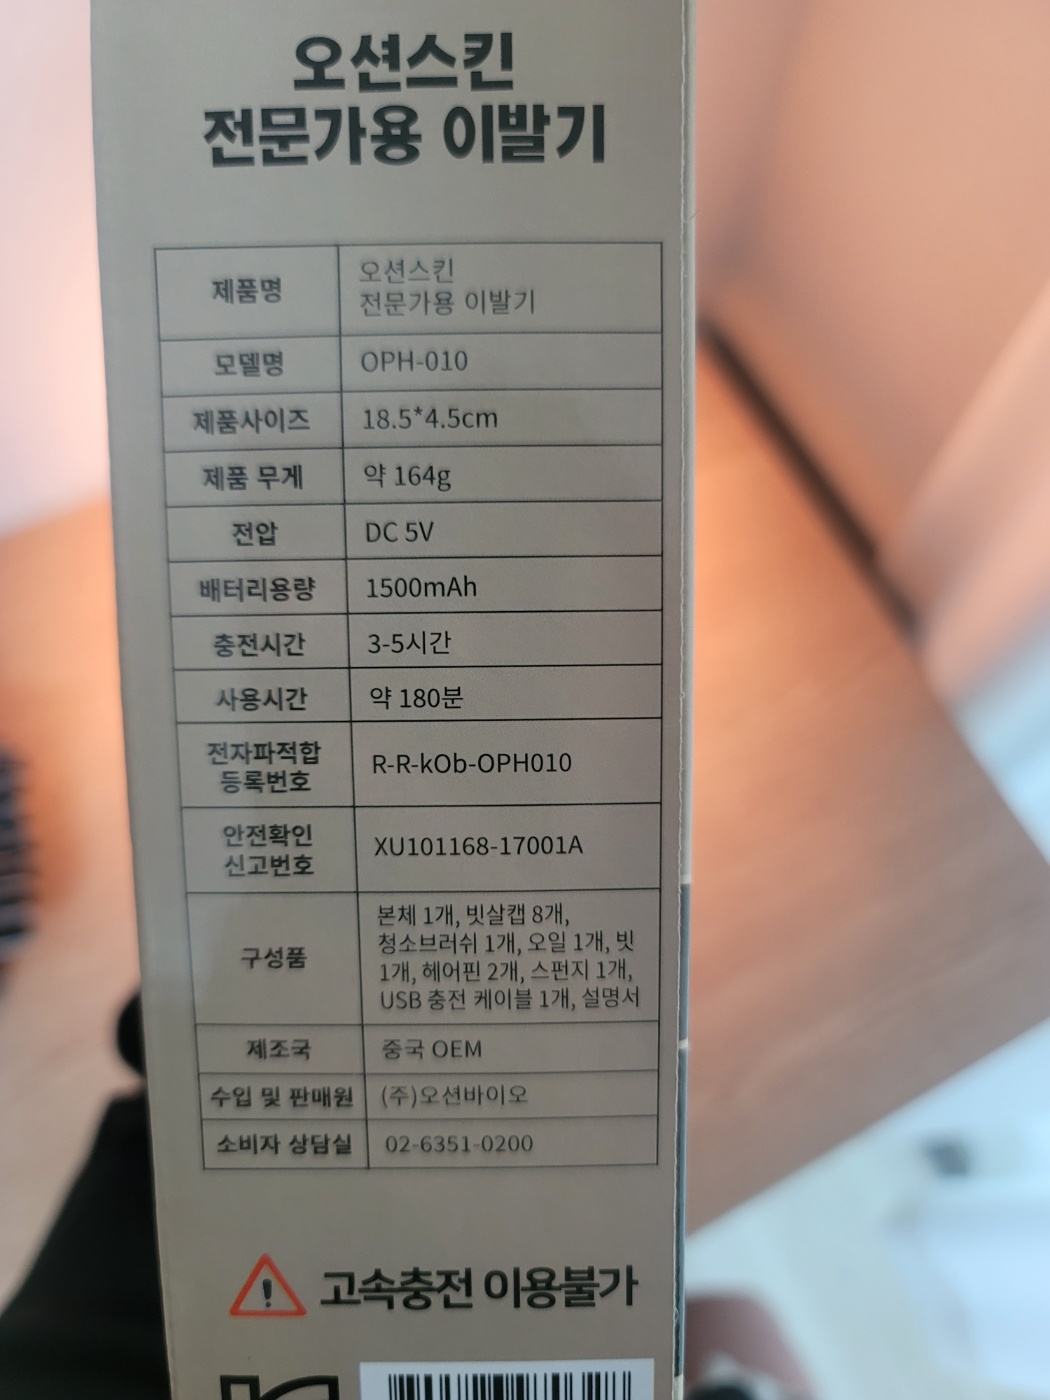 오션스킨
전문가용 이발기
제품명
오션스킨
전문가용 이발기
모델명
OPH-010
제품사이즈
18.5*4.5cm
제품 무게
약 164g
전압
DC 5V
배터리용량
1500mAh
충전시간
3-5시간
사용시간
약 180분
전자파적합
등록번호
R-R-kOb-OPH010
안전확인
신고번호
XU101168-17001A
구성품
본체 1개, 빗살캡 8개,
청소브러쉬 1개, 오일 1개, 빗
1개, 헤어핀 2개, 스펀지 1개,
USB 충전 케이블 1개, 설명서
제조국
중국 OEM
수입 및 판매원
(주)오션바이오
소비자 상담실
02-6351-0200
고속충전 이용불가